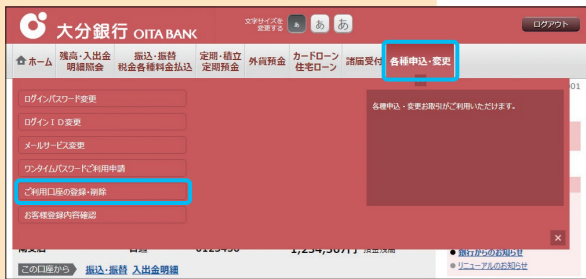 大分銀行 OITA BANK
文字サイズを
変更する
あ あ あ
ログアウト
ホーム
残高・入出金
明細照会
振込・振替
税金各種料金払込
定期・積立
定期預金
外貨預金
カードローン
住宅ローン
諸届受付
各種申込・変更
ログインパスワード変更
ログインＩＤ変更
メールサービス変更
ワンタイムパスワードご利用申請
ご利用口座の登録・削除
お客様登録内容確認
各種申込・変更お取引がご利用いただけます。
この口座から
振込・振替 入出金明細
銀行からのお知らせ
リニューアルのお知らせ